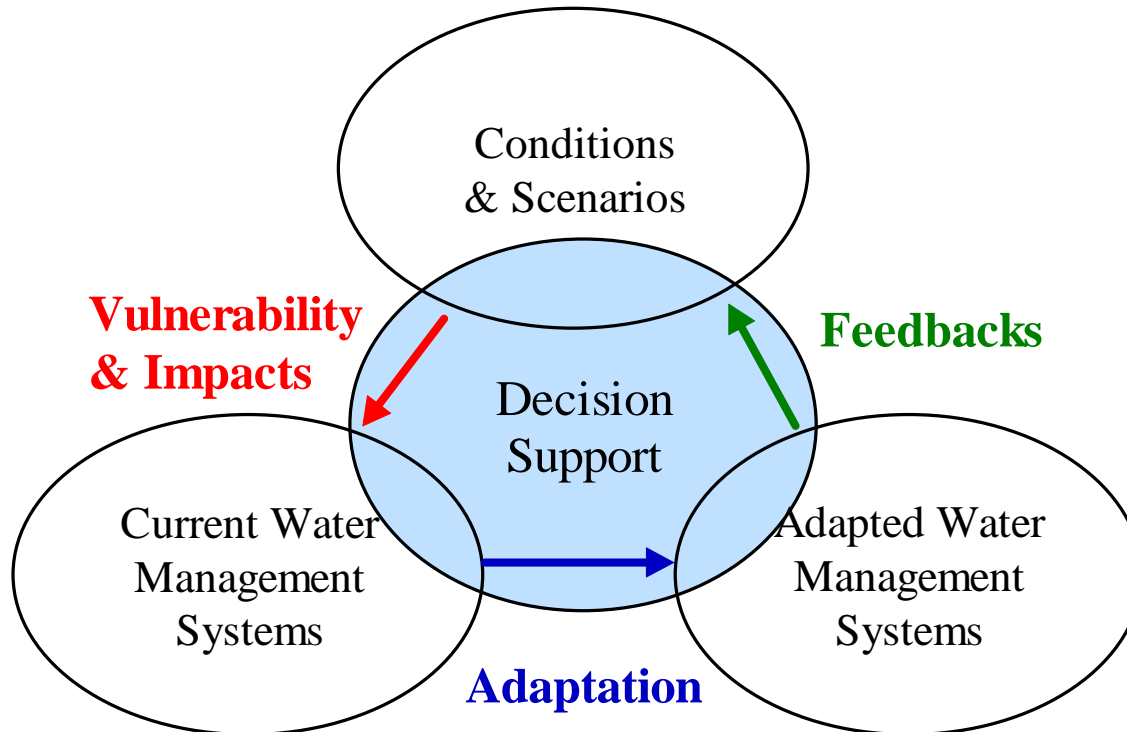 Conditions
& Scenarios
Vulnerability
& Impacts
Feedbacks
Decision
Support
Current Water
Management
Systems
Adapted Water
Management
Systems
Adaptation